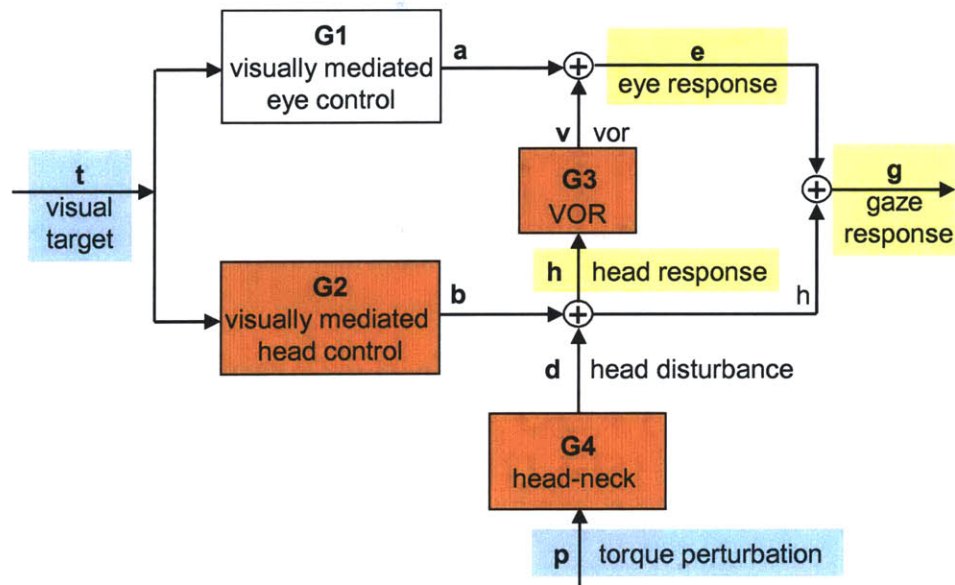 G1
visually mediated
eye control
a
e
eye response
v vor
t
visual
target
G3
VOR
g
gaze
response
h head response
h
G2
visually mediated
head control
b
d head disturbance
G4
head-neck
p torque perturbation